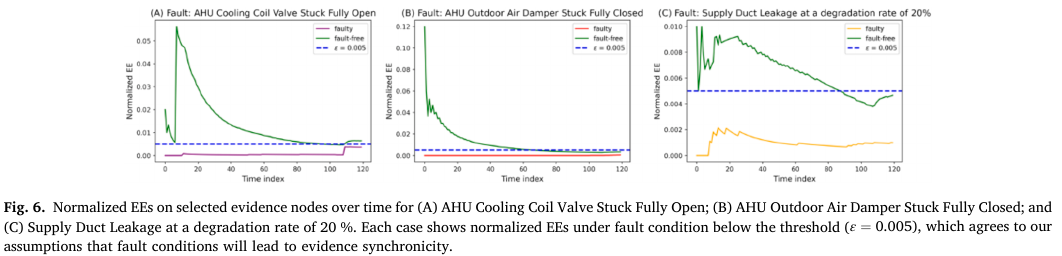 (A) Fault: AHU Cooling Coil Valve Stuck Fully Open
faulty
fault-free
ε = 0.005
Normalized EE
0.05
0.04
0.03
0.02
0.01
0.00
0 20 40 60 80 100 120
Time index
(B) Fault: AHU Outdoor Air Damper Stuck Fully Closed
faulty
fault-free
ε = 0.005
Normalized EE
0.12
0.10
0.08
0.06
0.04
0.02
0.00
0 20 40 60 80 100 120
Time index
(C) Fault: Supply Duct Leakage at a degradation rate of 20%
faulty
fault-free
ε = 0.005
Normalized EE
0.010
0.008
0.006
0.004
0.002
0.000
0 20 40 60 80 100 120
Time index
Fig. 6. Normalized EEs on selected evidence nodes over time for (A) AHU Cooling Coil Valve Stuck Fully Open; (B) AHU Outdoor Air Damper Stuck Fully Closed; and
(C) Supply Duct Leakage at a degradation rate of 20 %. Each case shows normalized EEs under fault condition below the threshold (ε = 0.005), which agrees to our
assumptions that fault conditions will lead to evidence synchronicity.